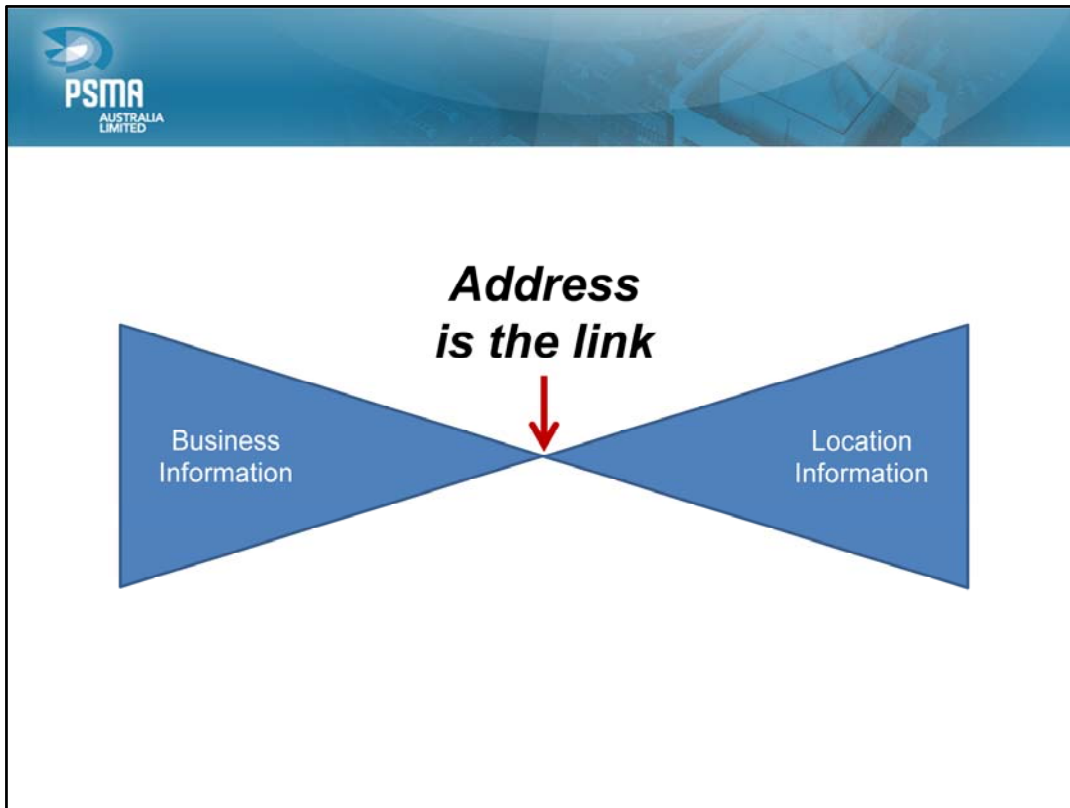 PSMA
AUSTRALIA
LIMITED
Address
is the link
Business
Information
Location
Information